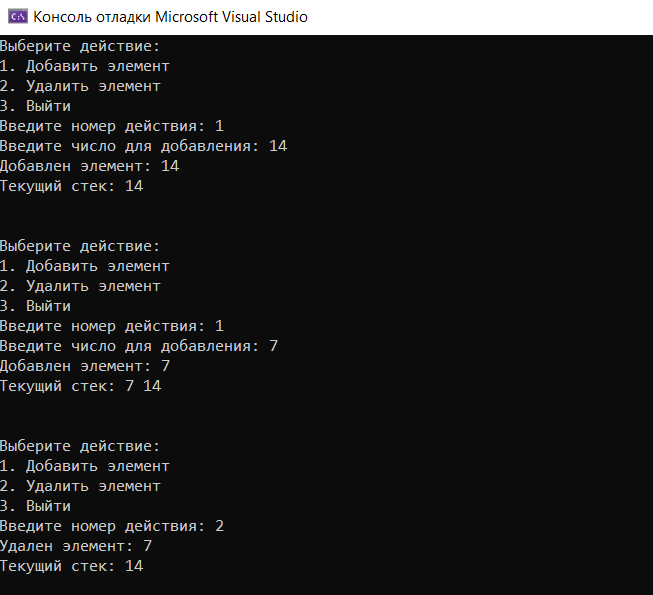 C:\ Консоль отладки Microsoft Visual Studio
Выберите действие:
1. Добавить элемент
2. Удалить элемент
3. Выйти
Введите номер действия: 1
Введите число для добавления: 14
Добавлен элемент: 14
Текущий стек: 14
Выберите действие:
1. Добавить элемент
2. Удалить элемент
3. Выйти
Введите номер действия: 1
Введите число для добавления: 7
Добавлен элемент: 7
Текущий стек: 7 14
Выберите действие:
1. Добавить элемент
2. Удалить элемент
3. Выйти
Введите номер действия: 2
Удален элемент: 7
Текущий стек: 14